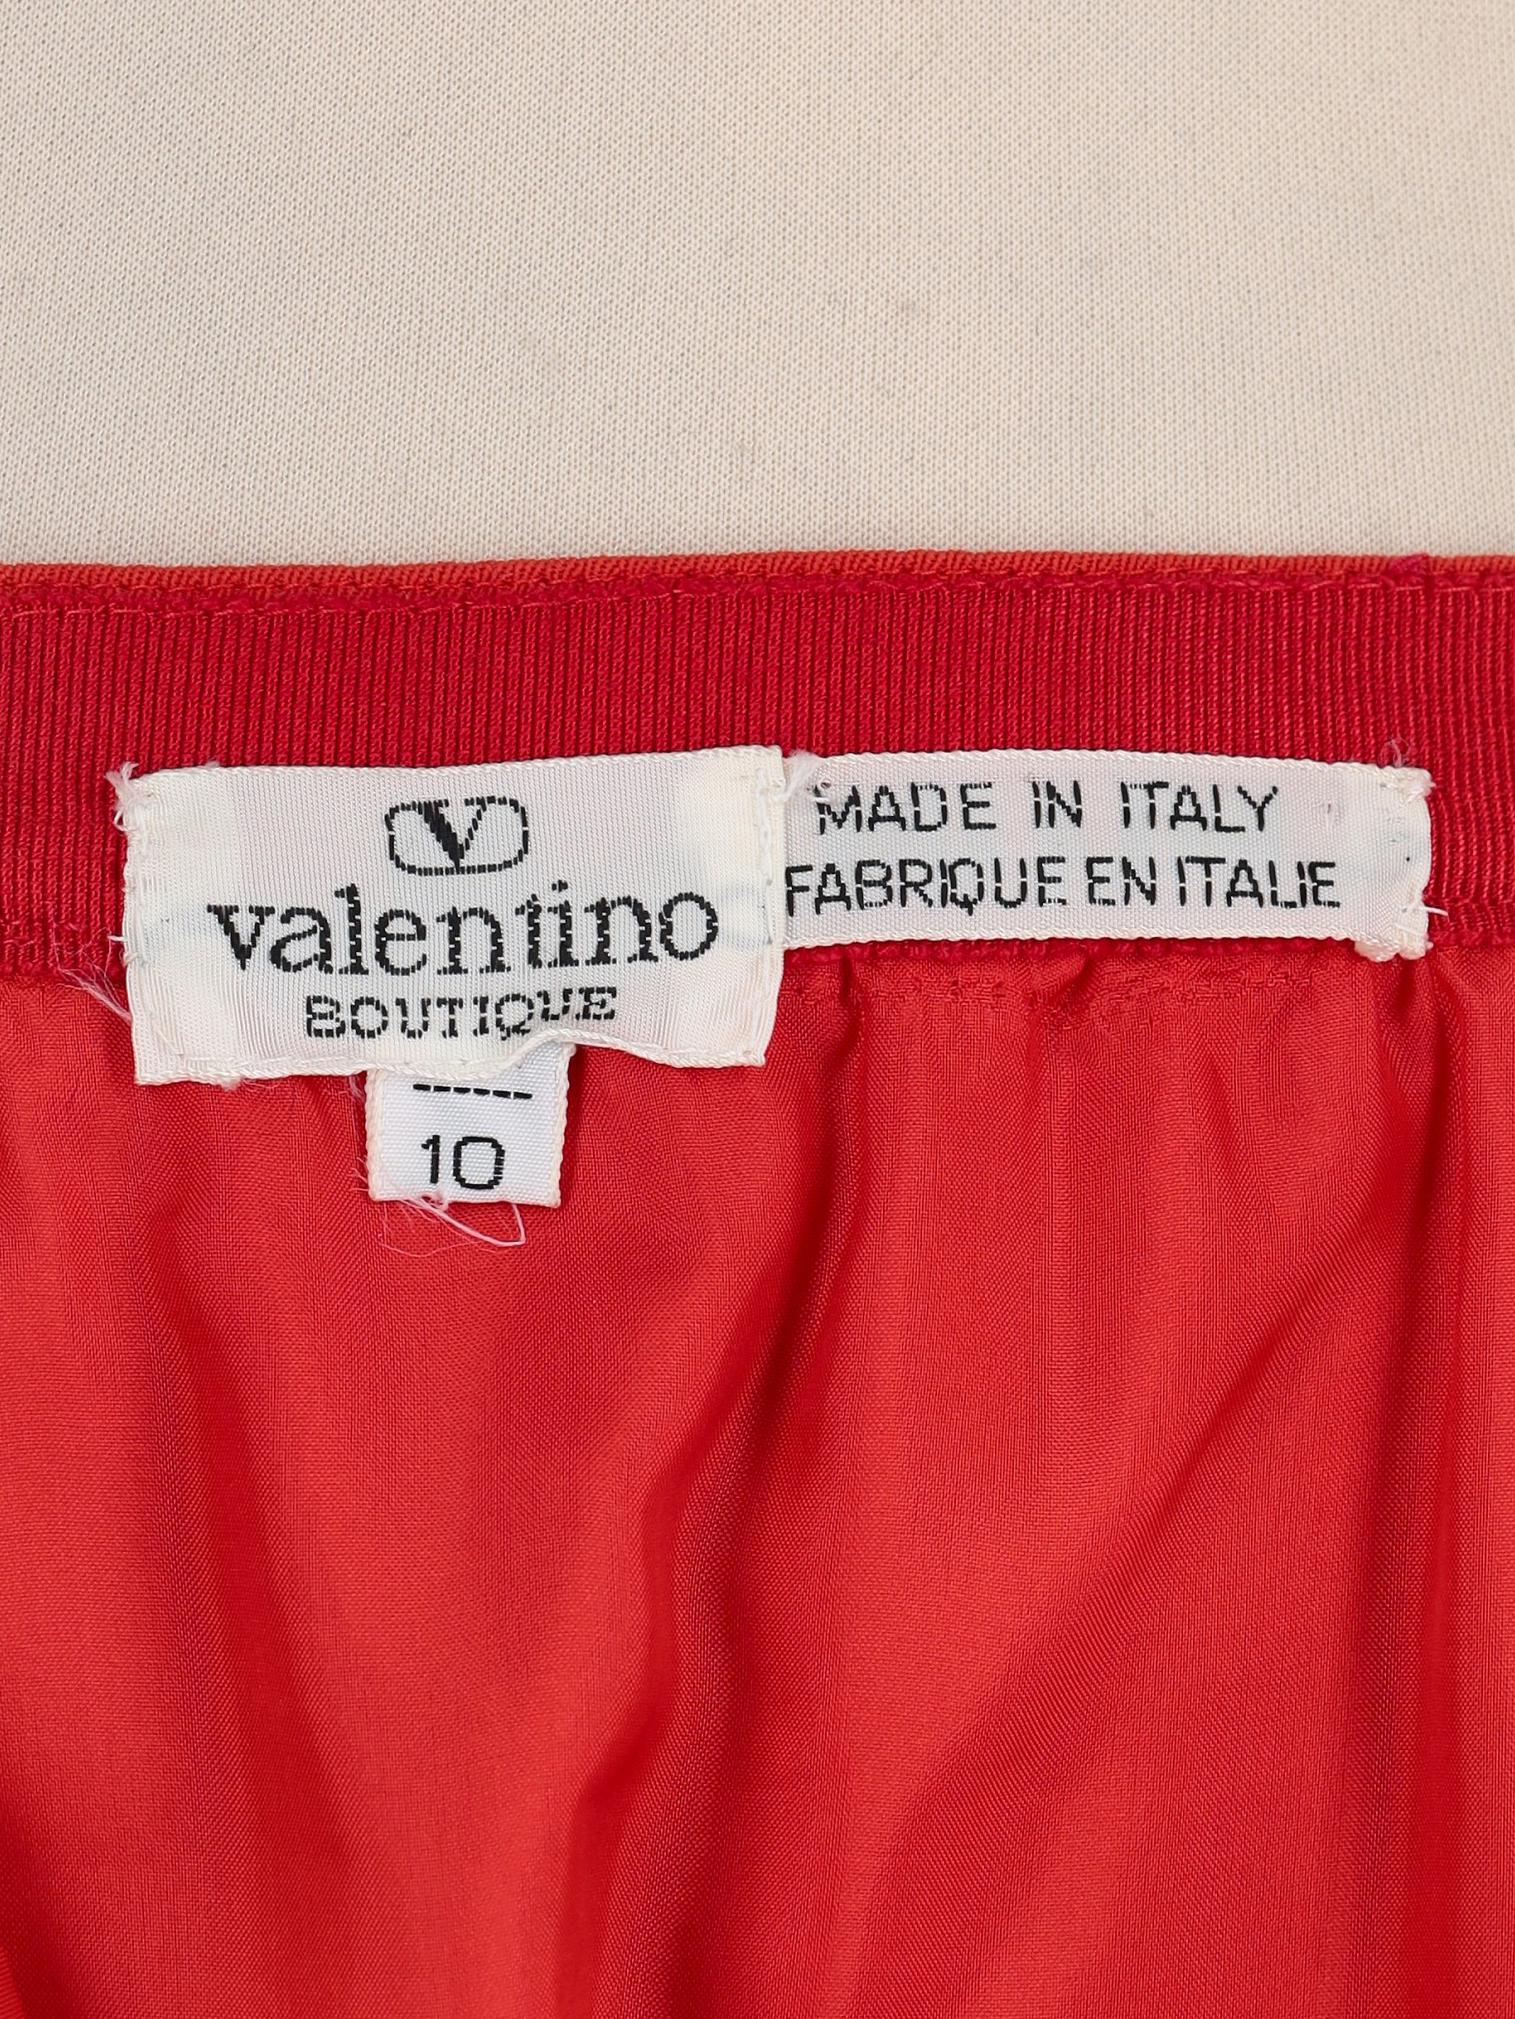 V
valentino
BOUTIQUE
10
MADE IN ITALY
FABRIQUE EN ITALIE